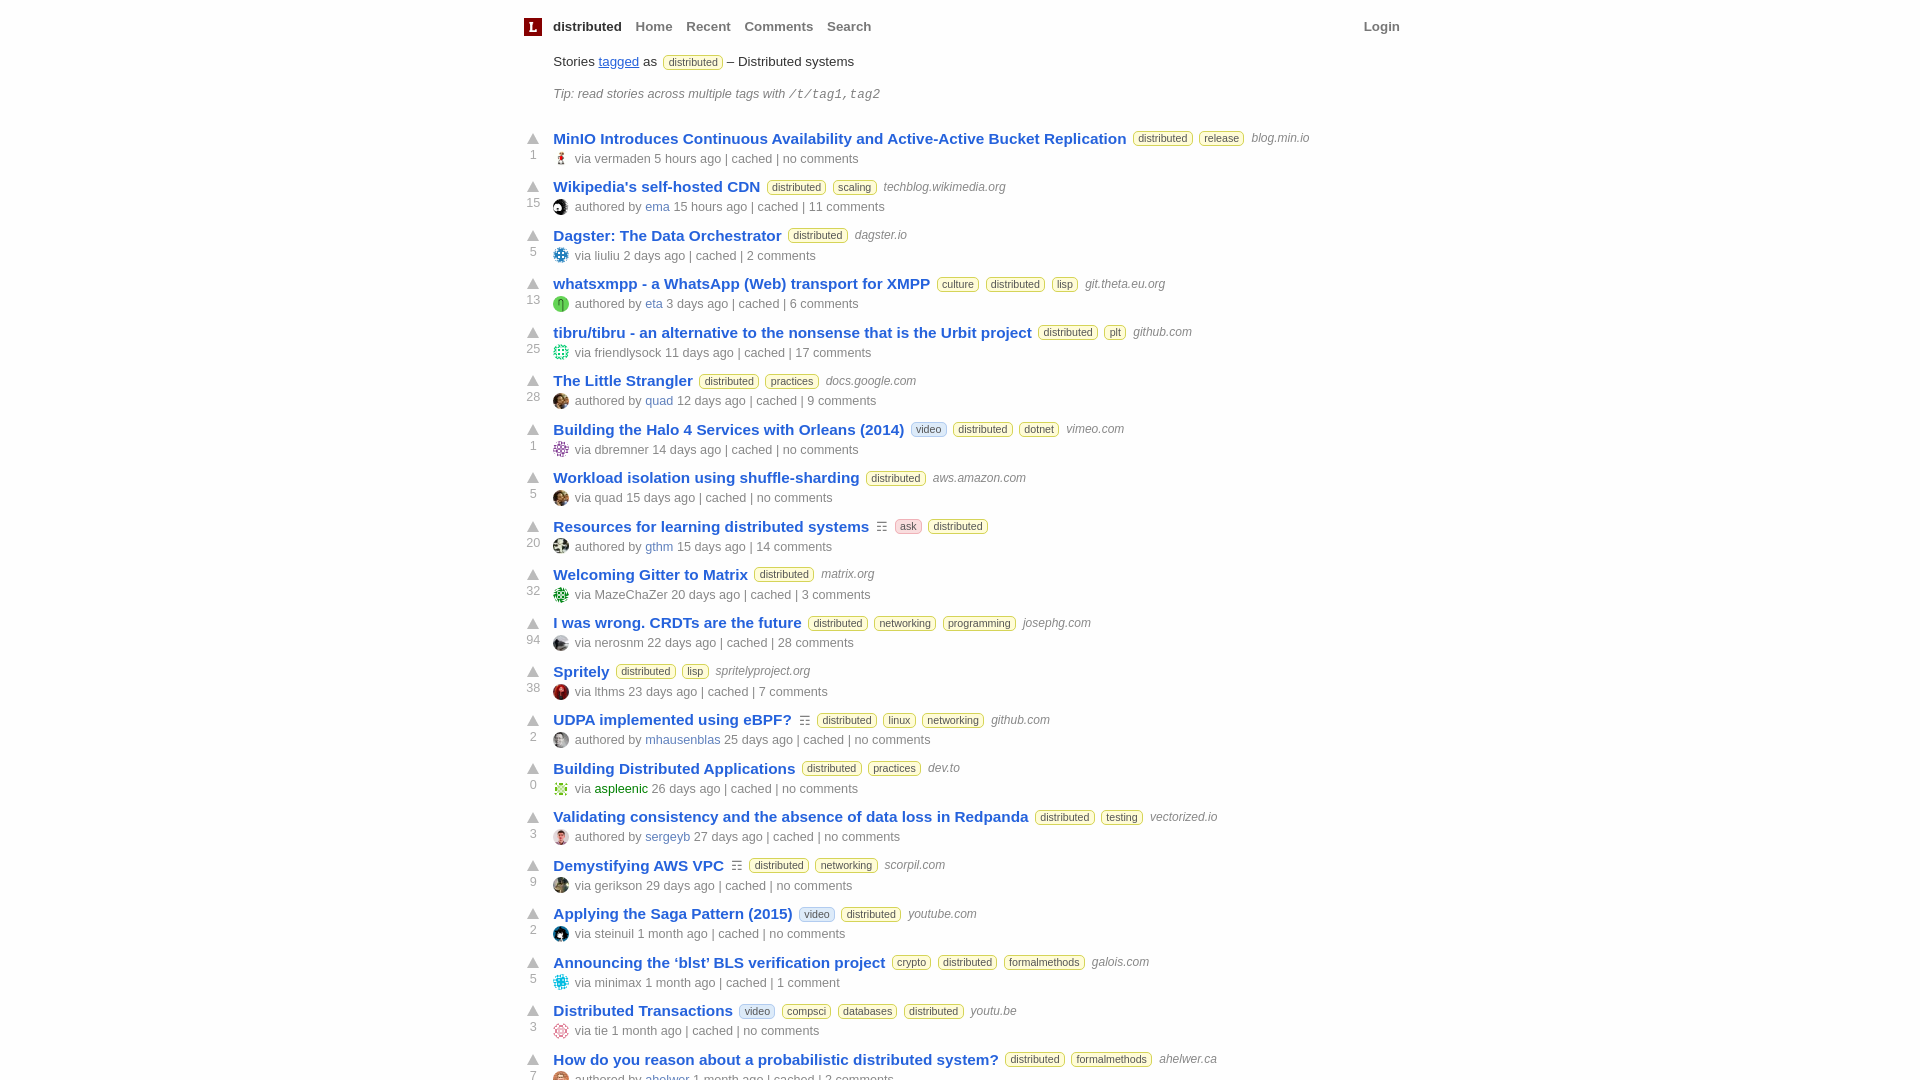 L distributed Home Recent Comments Search Login
Stories tagged as distributed – Distributed systems
Tip: read stories across multiple tags with /t/tag1,tag2
MinIO Introduces Continuous Availability and Active-Active Bucket Replication distributed release blog.min.io
1 via vermaden 5 hours ago | cached | no comments
Wikipedia's self-hosted CDN distributed scaling techblog.wikimedia.org
15 authored by ema 15 hours ago | cached | 11 comments
Dagster: The Data Orchestrator distributed dagster.io
5 via liuliu 2 days ago | cached | 2 comments
whatsxmpp - a WhatsApp (Web) transport for XMPP culture distributed lisp git.theta.eu.org
13 authored by eta 3 days ago | cached | 6 comments
tibru/tibru - an alternative to the nonsense that is the Urbit project distributed plt github.com
25 via friendlysock 11 days ago | cached | 17 comments
The Little Strangler distributed practices docs.google.com
28 authored by quad 12 days ago | cached | 9 comments
Building the Halo 4 Services with Orleans (2014) video distributed dotnet vimeo.com
1 via dbremner 14 days ago | cached | no comments
Workload isolation using shuffle-sharding distributed aws.amazon.com
5 via quad 15 days ago | cached | no comments
Resources for learning distributed systems ☶ ask distributed
20 authored by gthm 15 days ago | 14 comments
Welcoming Gitter to Matrix distributed matrix.org
32 via MazeChaZer 20 days ago | cached | 3 comments
I was wrong. CRDTs are the future distributed networking programming josephg.com
94 via nerosnm 22 days ago | cached | 28 comments
Spritely distributed lisp spritelyproject.org
38 via lthms 23 days ago | cached | 7 comments
UDPA implemented using eBPF? ☶ distributed linux networking github.com
2 authored by mhausenblas 25 days ago | cached | no comments
Building Distributed Applications distributed practices dev.to
0 via aspleenic 26 days ago | cached | no comments
Validating consistency and the absence of data loss in Redpanda distributed testing vectorized.io
3 authored by sergeyb 27 days ago | cached | no comments
Demystifying AWS VPC ☶ distributed networking scorpil.com
9 via gerikson 29 days ago | cached | no comments
Applying the Saga Pattern (2015) video distributed youtube.com
2 via steinuil 1 month ago | cached | no comments
Announcing the ‘blst’ BLS verification project crypto distributed formalmethods galois.com
5 via minimax 1 month ago | cached | 1 comment
Distributed Transactions video compsci databases distributed youtu.be
3 via tie 1 month ago | cached | no comments
How do you reason about a probabilistic distributed system? distributed formalmethods ahelwer.ca
7 authored by ahelwer 1 month ago | cached | 2 comments